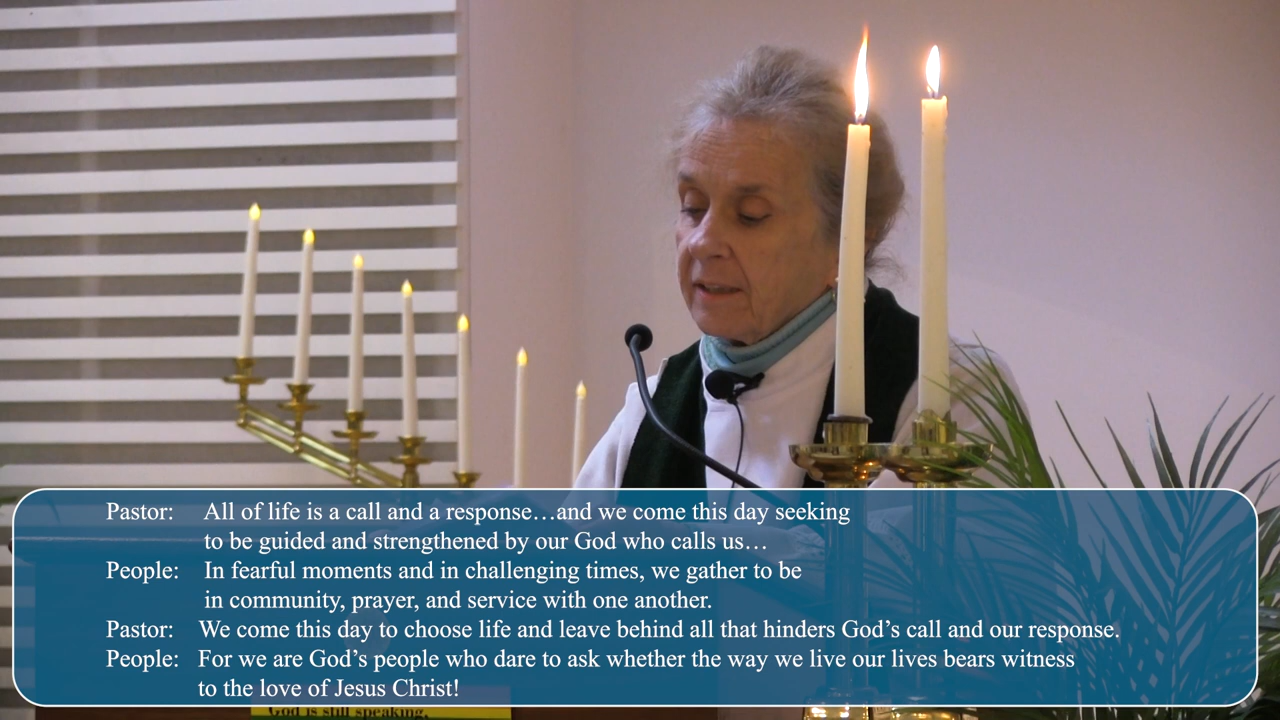 Pastor: All of life is a call and a response…and we come this day seeking
to be guided and strengthened by our God who calls us…
People: In fearful moments and in challenging times, we gather to be
in community, prayer, and service with one another.
Pastor: We come this day to choose life and leave behind all that hinders God’s call and our response.
People: For we are God’s people who dare to ask whether the way we live our lives bears witness
to the love of Jesus Christ!
God is still speaking,